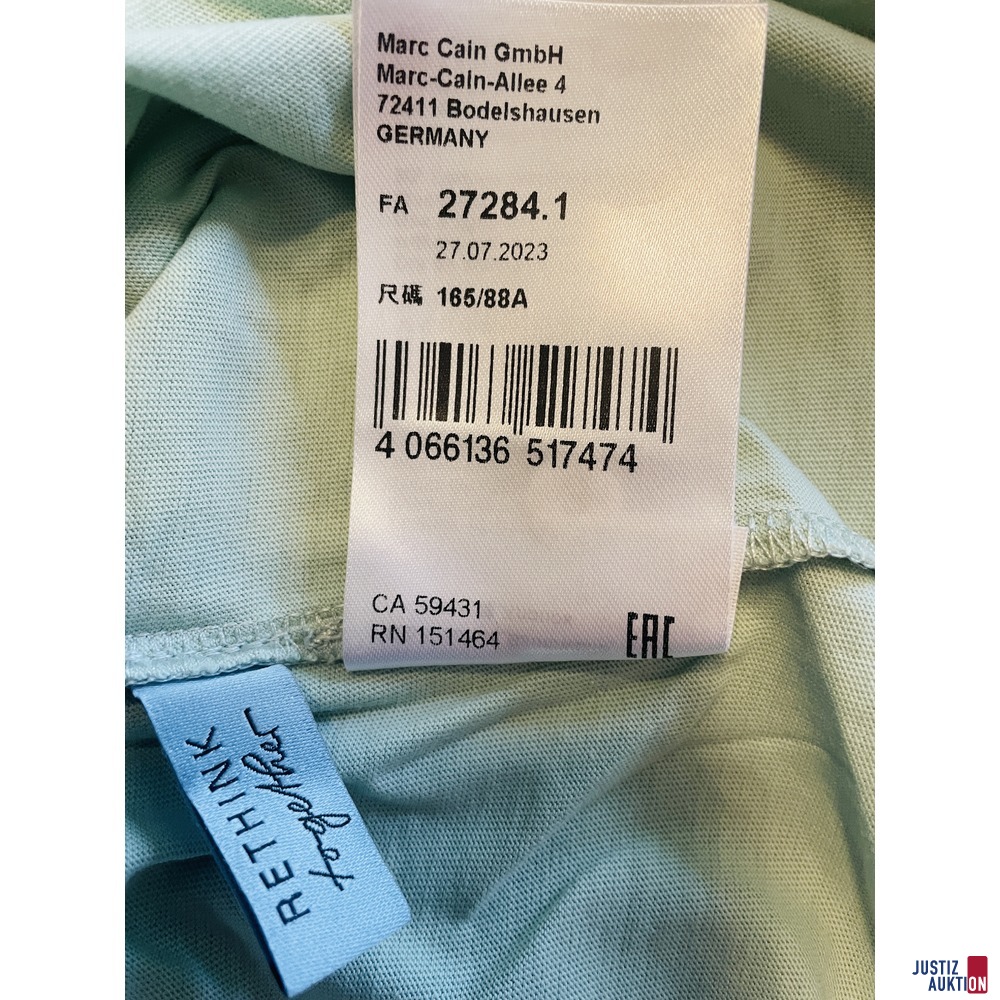 Marc Cain GmbH
Marc-Cain-Allee 4
72411 Bodelshausen
GERMANY
FA 27284.1
27.07.2023
尺碼 165/88A
4 066136 517474
CA 59431
RN 151464
EAC
RETHINK
together
JUSTIZ
AUKTION